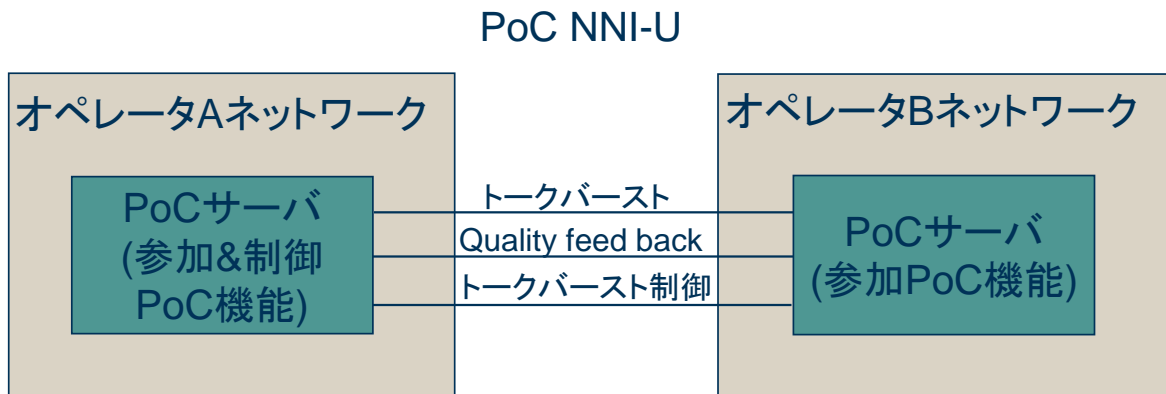 PoC NNI-U
オペレータAネットワーク
オペレータBネットワーク
PoCサーバ
(参加&制御
PoC機能)
トークバースト
Quality feed back
トークバースト制御
PoCサーバ
(参加PoC機能)